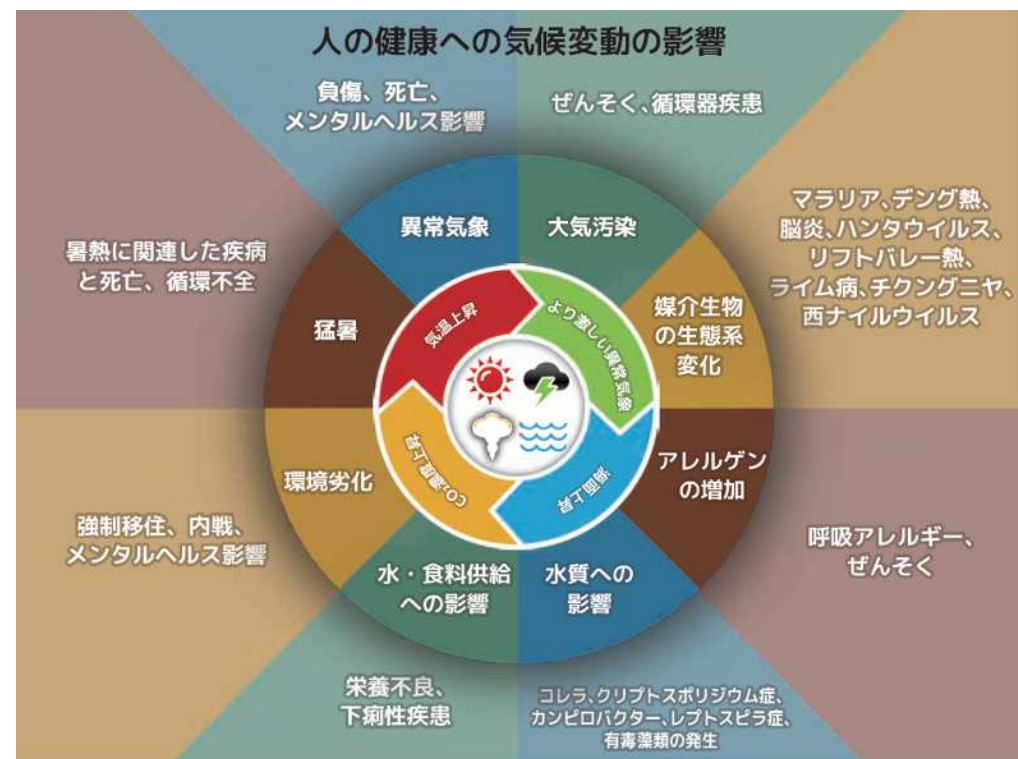 人の健康への気候変動の影響
負傷、死亡、
メンタルヘルス影響
ぜんそく、循環器疾患
マラリア、デング熱、
脳炎、ハンタウイルス、
リフトバレー熱、
ライム病、チクングニヤ、
西ナイルウイルス
呼吸アレルギー、
ぜんそく
コレラ、クリプトスポリジウム症、
カンピロバクター、レプトスピラ症、
有毒藻類の発生
栄養不良、
下痢性疾患
強制移住、内戦、
メンタルヘルス影響
暑熱に関連した疾病
と死亡、循環不全
異常気象
大気汚染
媒介生物
の生態系
変化
アレルゲン
の増加
水質への
影響
水・食料供給
への影響
環境劣化
猛暑
気温上昇
より激しい異常気象
海面上昇
CO₂濃度上昇